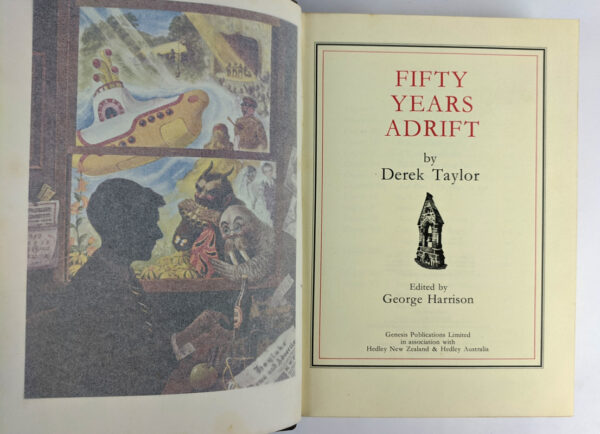 FIFTY
YEARS
ADRIFT
by
Derek Taylor
Edited by
George Harrison
Genesis Publications Limited
in association with
Hedley New Zealand & Hedley Australia